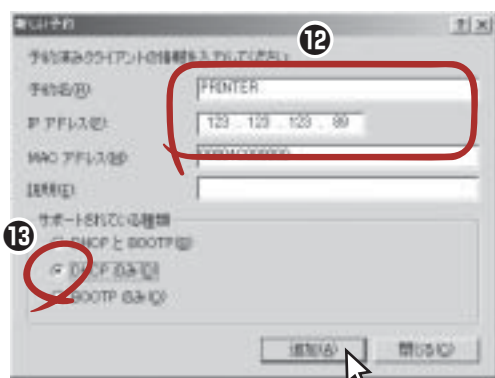 新しい予約
⑫
予約済みクライアントの情報を入力してください
予約名(R): PRINTER
IP アドレス(P): 123 . 123 . 123 . 89
MAC アドレス(M):
説明(E):
⑬
サポートされている種類
DHCP と BOOTP(B)
DHCP のみ(D)
BOOTP のみ(O)
追加(A)
閉じる(C)